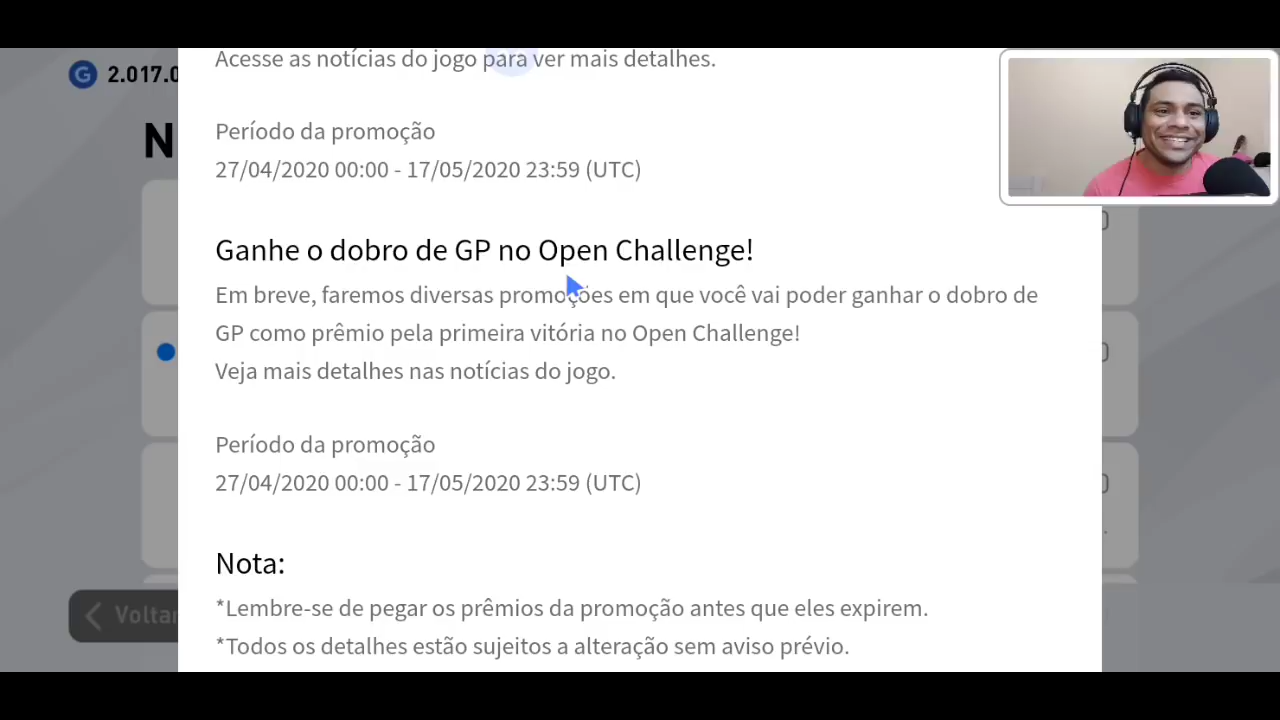 Acesse as notícias do jogo para ver mais detalhes.
2.017.0
N
Período da promoção
27/04/2020 00:00 - 17/05/2020 23:59 (UTC)
Ganhe o dobro de GP no Open Challenge!
Em breve, faremos diversas promoções em que você vai poder ganhar o dobro de
GP como prêmio pela primeira vitória no Open Challenge!
Veja mais detalhes nas notícias do jogo.
Período da promoção
27/04/2020 00:00 - 17/05/2020 23:59 (UTC)
Nota:
*Lembre-se de pegar os prêmios da promoção antes que eles expirem.
Voltar
*Todos os detalhes estão sujeitos a alteração sem aviso prévio.